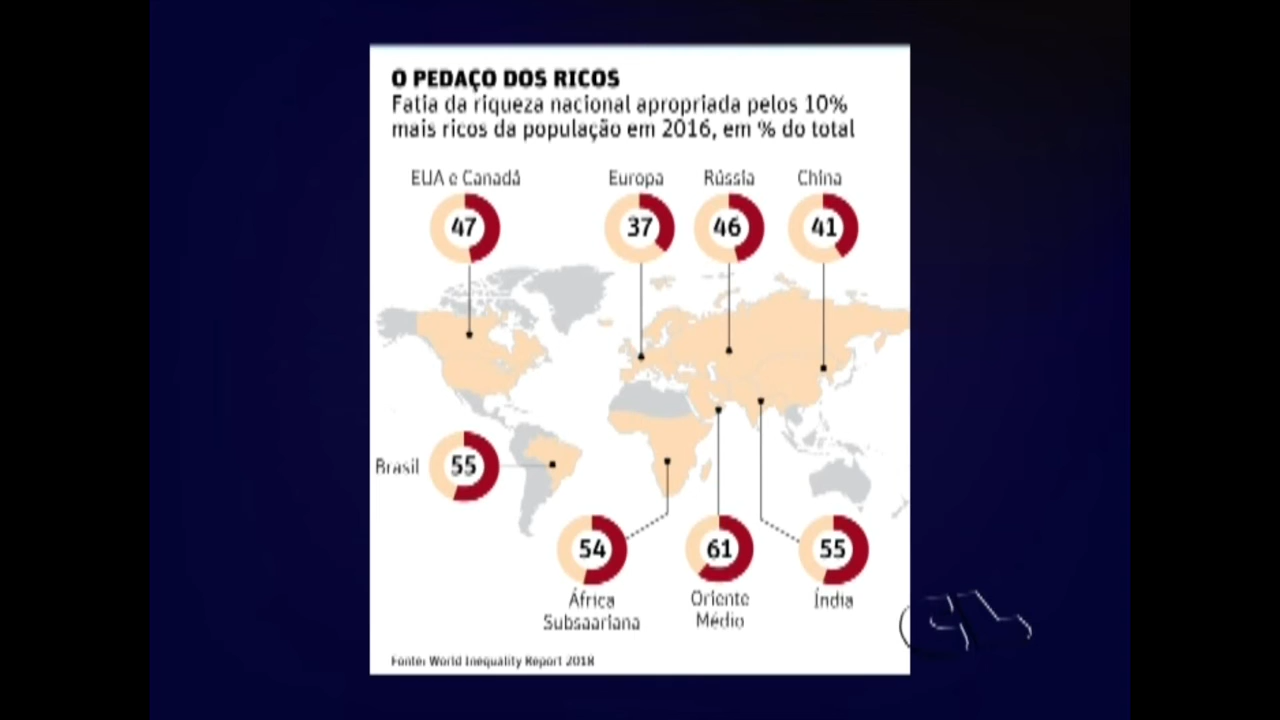 O PEDAÇO DOS RICOS
Fatia da riqueza nacional apropriada pelos 10%
mais ricos da população em 2016, em % do total
EUA e Canadá
Europa
Rússia
China
47
37
46
41
Brasil
55
54
61
55
África
Subsaariana
Oriente
Médio
Índia
Fonte: World Inequality Report 2018